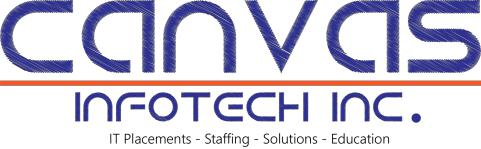 CANVAS
INFOTECH INC.
IT Placements - Staffing - Solutions - Education